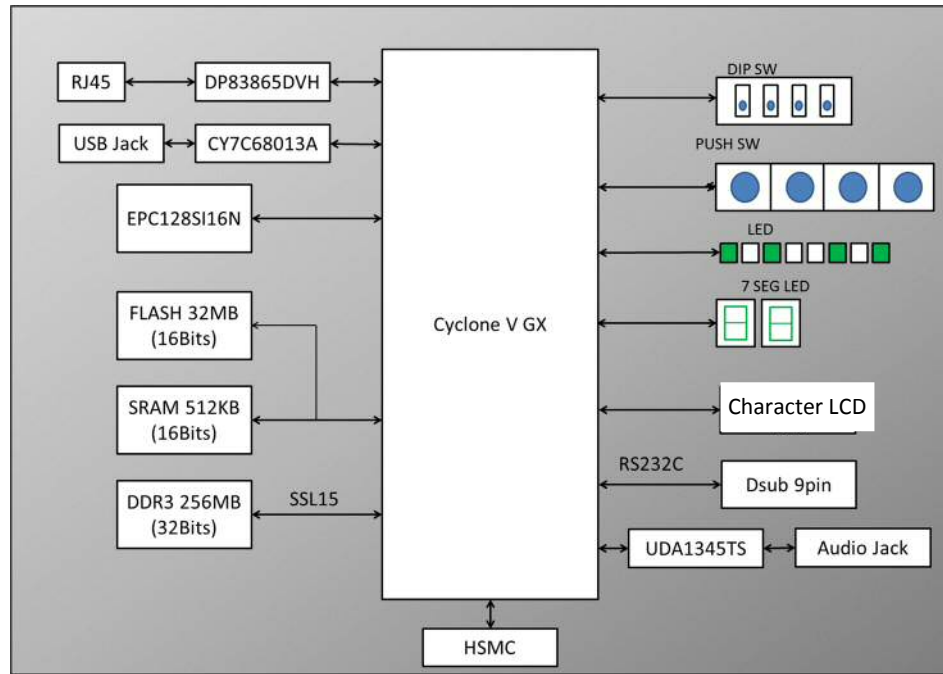 RJ45
DP83865DVH
USB Jack
CY7C68013A
EPC128SI16N
FLASH 32MB
(16Bits)
SRAM 512KB
(16Bits)
DDR3 256MB
(32Bits)
SSL15
Cyclone V GX
HSMC
DIP SW
PUSH SW
LED
7 SEG LED
Character LCD
RS232C
Dsub 9pin
UDA1345TS
Audio Jack